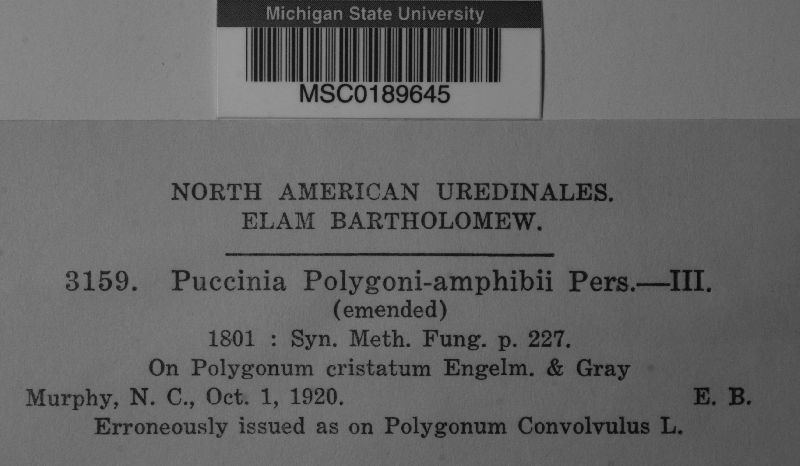 Michigan State University
MSC0189645
NORTH AMERICAN UREDINALES.
ELAM BARTHOLOMEW.
3159. Puccinia Polygoni-amphibii Pers.—III.
(emended)
1801 : Syn. Meth. Fung. p. 227.
On Polygonum cristatum Engelm. & Gray
Murphy, N. C., Oct. 1, 1920. E. B.
Erroneously issued as on Polygonum Convolvulus L.